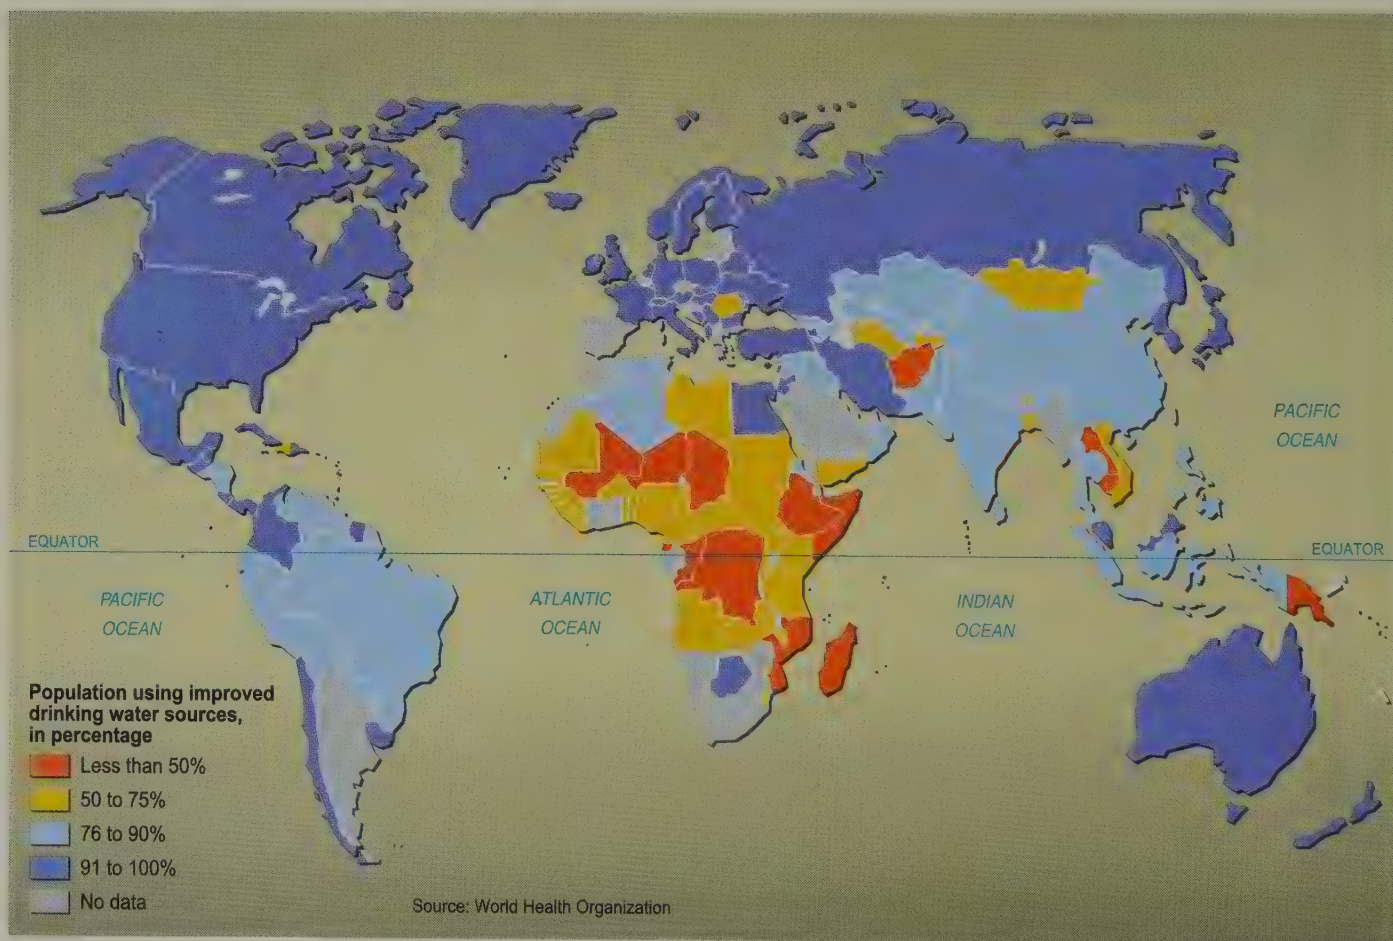 PACIFIC
OCEAN
EQUATOR
EQUATOR
PACIFIC
OCEAN
ATLANTIC
OCEAN
INDIAN
OCEAN
Population using improved
drinking water sources,
in percentage
Less than 50%
50 to 75%
76 to 90%
91 to 100%
No data
Source: World Health Organization